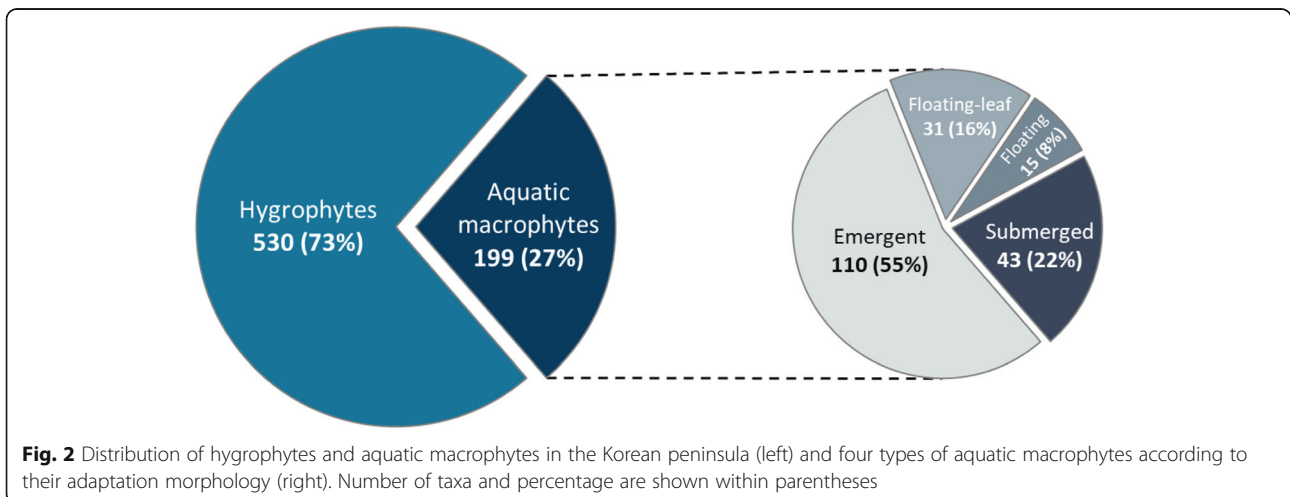 Hygrophytes
530 (73%)
Aquatic
macrophytes
199 (27%)
Floating-leaf
31 (16%)
Floating
15 (8%)
Emergent
110 (55%)
Submerged
43 (22%)
Fig. 2 Distribution of hygrophytes and aquatic macrophytes in the Korean peninsula (left) and four types of aquatic macrophytes according to
their adaptation morphology (right). Number of taxa and percentage are shown within parentheses